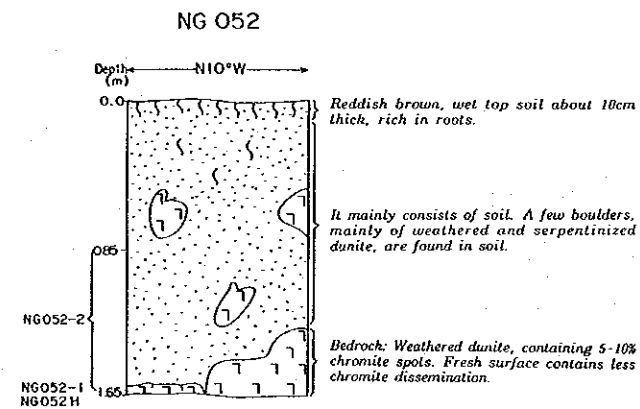 NG 052
Depth
(m)
N10°W
0.0
Reddish brown, wet top soil about 10cm
thick, rich in roots.
It mainly consists of soil. A few boulders,
mainly of weathered and serpentinized
dunite, are found in soil.
0.85
NG052-2
Bedrock: Weathered dunite, containing 5-10%
chromite spots. Fresh surface contains less
chromite dissemination.
NG052-1
1.65
NG052H